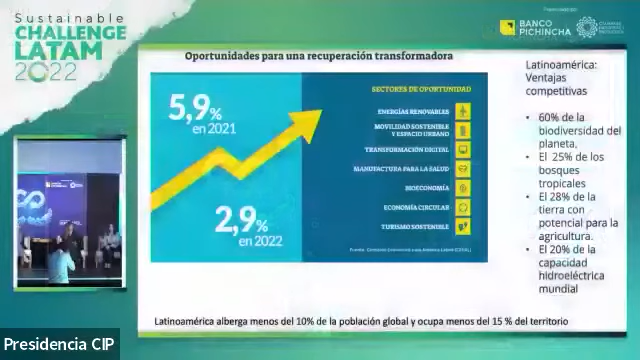 Sustainable
CHALLENGE
LATAM
2022
BANCO
PICHINCHA
Oportunidades para una recuperación transformadora
5,9%
en 2021
2,9%
en 2022
SECTORES DE OPORTUNIDAD
ENERGÍAS RENOVABLES
MOVILIDAD SOSTENIBLE
Y ESPACIO URBANO
TRANSFORMACIÓN DIGITAL
MANUFACTURA PARA LA SALUD
BIOECONOMÍA
ECONOMÍA CIRCULAR
TURISMO SOSTENIBLE
Latinoamérica:
Ventajas
competitivas
• 60% de la
biodiversidad del
planeta.
• El 25% de los
bosques
tropicales
• El 28% de la
tierra con
potencial para la
agricultura.
• El 20% de la
capacidad
hidroeléctrica
mundial
Latinoamérica alberga menos del 10% de la población global y ocupa menos del 15 % del territorio
Presidencia CIP